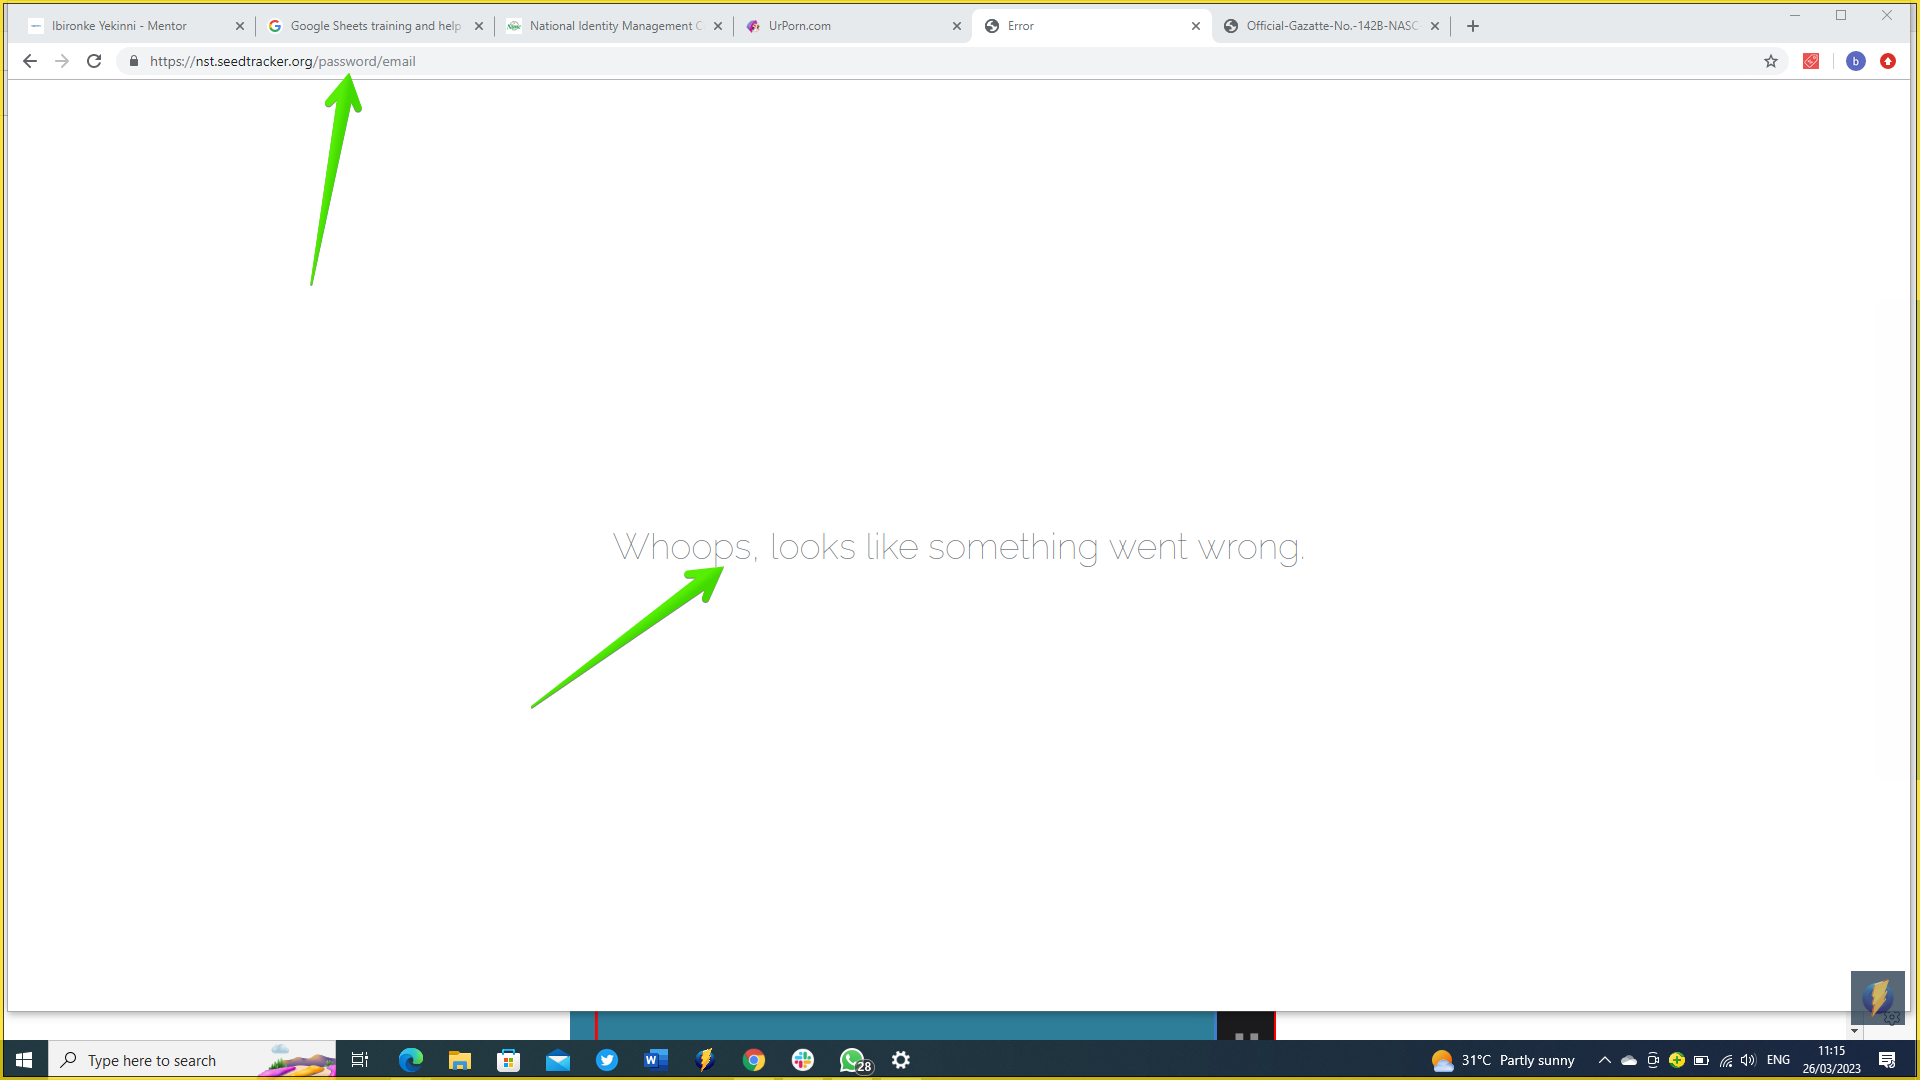 Ibironke Yekinni - Mentor
Google Sheets training and help
National Identity Management C
UrPorn.com
Error
Official-Gazatte-No.-142B-NASC
https://nst.seedtracker.org/password/email
b
Whoops, looks like something went wrong.
Type here to search
28
31°C Partly sunny
ENG
11:15
26/03/2023